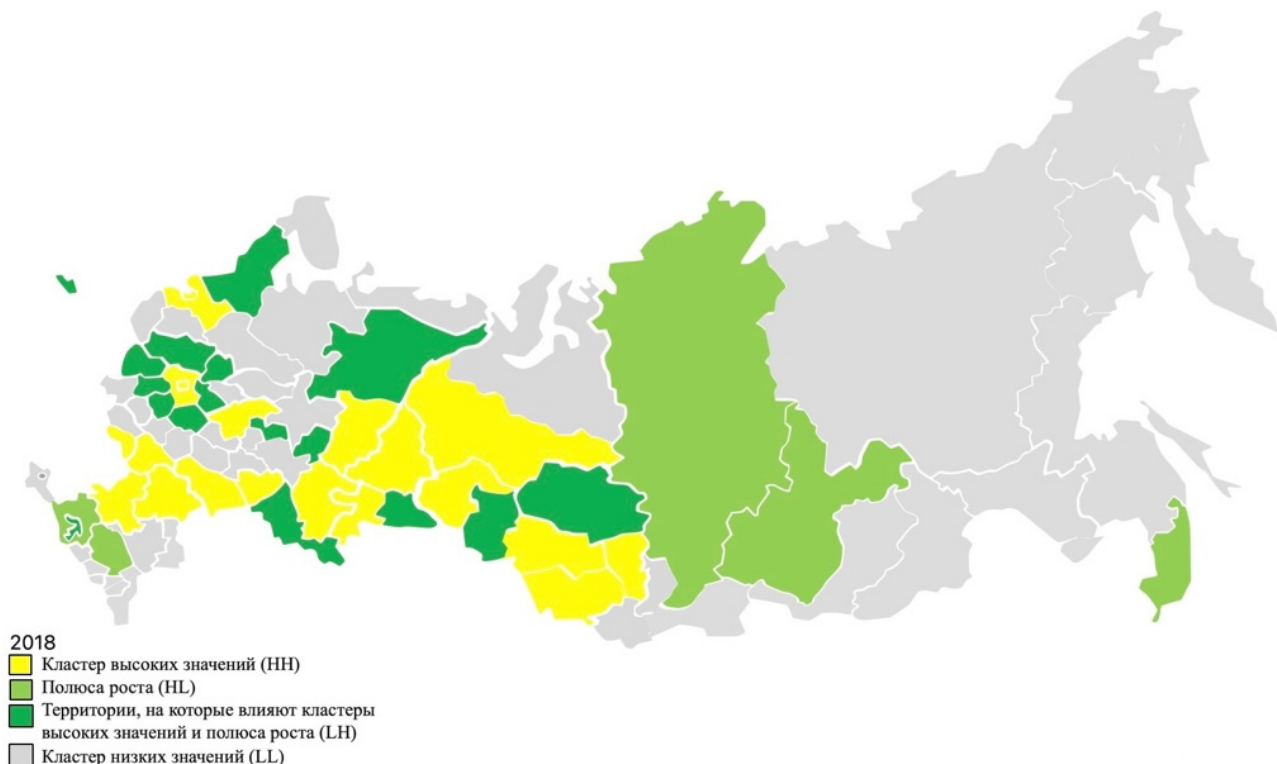 2018
Кластер высоких значений (HH)
Полюса роста (HL)
Территории, на которые влияют кластеры
высоких значений и полюса роста (LH)
Кластер низких значений (LL)